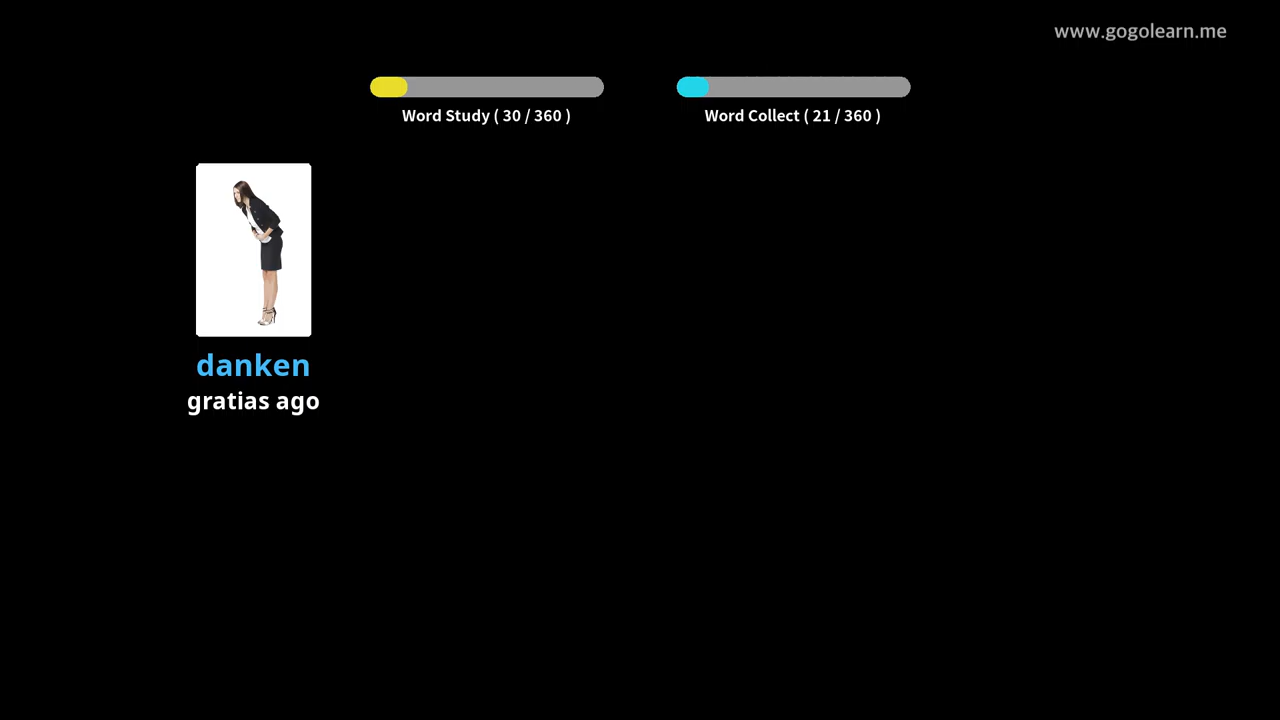 www.gogolearn.me
Word Study ( 30 / 360 )
Word Collect ( 21 / 360 )
danken
gratias ago